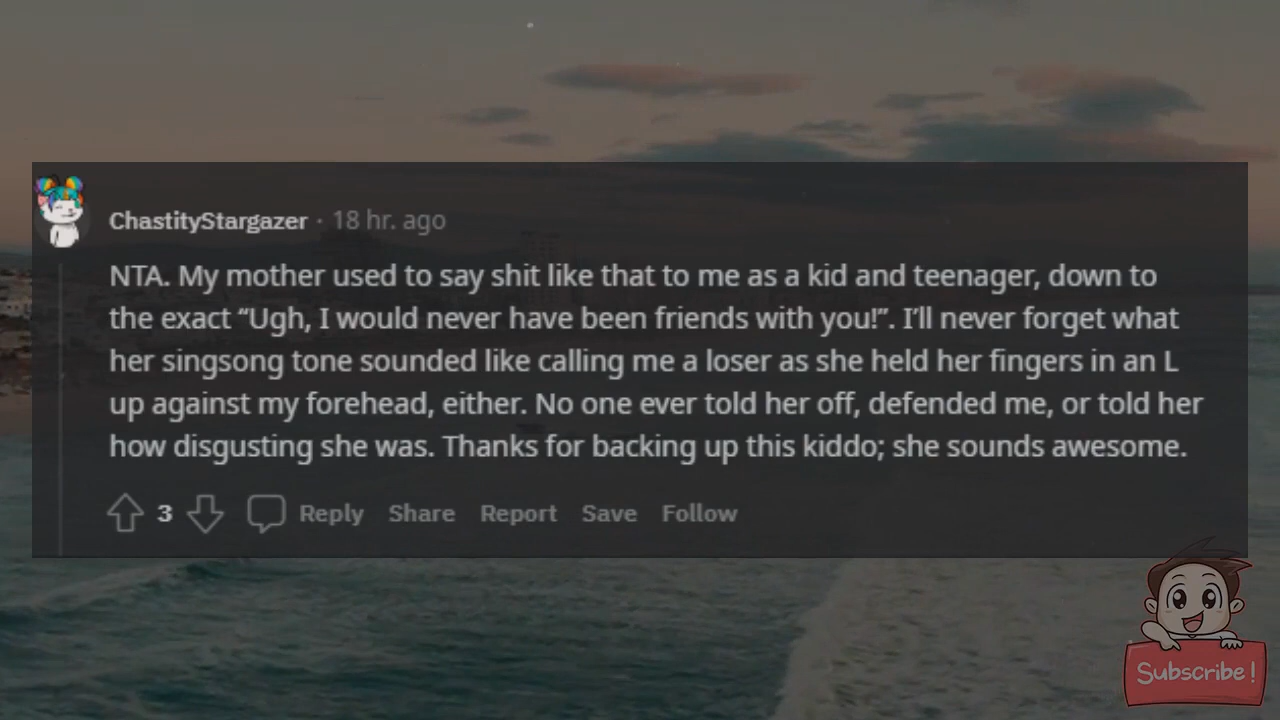 ChastityStargazer · 18 hr. ago
NTA. My mother used to say shit like that to me as a kid and teenager, down to
the exact “Ugh, I would never have been friends with you!”. I’ll never forget what
her singsong tone sounded like calling me a loser as she held her fingers in an L
up against my forehead, either. No one ever told her off, defended me, or told her
how disgusting she was. Thanks for backing up this kiddo; she sounds awesome.
3 Reply Share Report Save Follow
Subscribe!